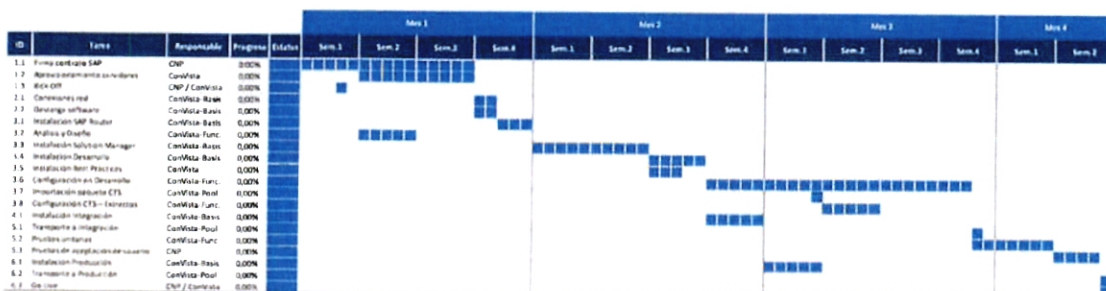 Mes 1 Mes 2 Mes 3 Mes 4
ID Tarea Responsable Progreso Estatus Sem.1 Sem.2 Sem.3 Sem.4 Sem.1 Sem.2 Sem.3 Sem.4 Sem.1 Sem.2 Sem.3 Sem.4 Sem.1 Sem.2
1.1 Firma contrato SAP CNP 0,00%
1.2 Aprovisionamiento servidores ConVista 0,00%
1.3 Kick Off CNP / ConVista 0,00%
2.1 Conexiones red ConVista-Basis 0,00%
2.2 Descarga software ConVista-Basis 0,00%
3.1 Instalación SAP Router ConVista-Basis 0,00%
3.2 Análisis y Diseño ConVista-Func. 0,00%
3.3 Instalación Solution Manager ConVista-Basis 0,00%
3.4 Instalación Desarrollo ConVista-Basis 0,00%
3.5 Instalación Best Practices ConVista 0,00%
3.6 Configuración en Desarrollo ConVista-Func. 0,00%
3.7 Importación paquete CTS ConVista-Pool 0,00%
3.8 Configuración CTS – Extractos ConVista-Func. 0,00%
4.1 Instalación Integración ConVista-Basis 0,00%
5.1 Transporte a Integración ConVista-Pool 0,00%
5.2 Pruebas unitarias ConVista-Func 0,00%
5.3 Pruebas de aceptación de usuario CNP 0,00%
6.1 Instalación Producción ConVista-Basis 0,00%
6.2 Transporte a Producción ConVista-Pool 0,00%
6.3 Go Live CNP / ConVista 0,00%